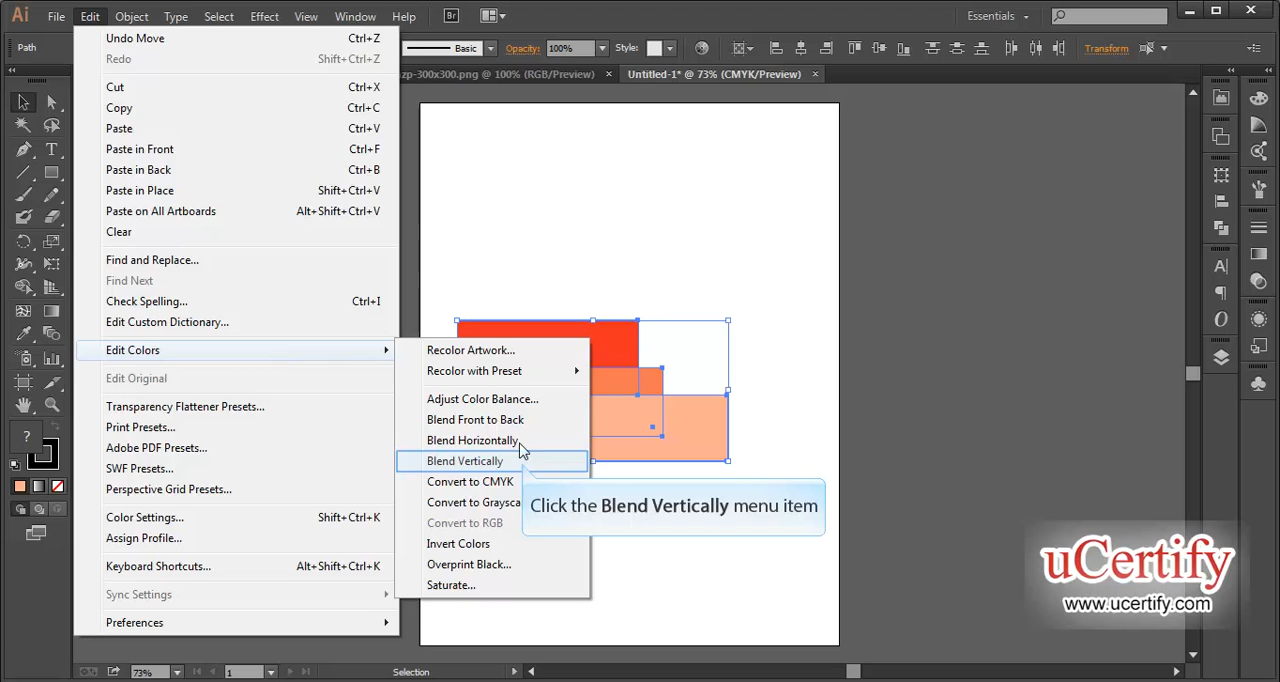 Ai File Edit Object Type Select Effect View Window Help Br Essentials
Path Basic Opacity: 100% Style: Transform
zp-300x300.png @ 100% (RGB/Preview) × Untitled-1* @ 73% (CMYK/Preview) ×
Undo Move Ctrl+Z
Redo Shift+Ctrl+Z
Cut Ctrl+X
Copy Ctrl+C
Paste Ctrl+V
Paste in Front Ctrl+F
Paste in Back Ctrl+B
Paste in Place Shift+Ctrl+V
Paste on All Artboards Alt+Shift+Ctrl+V
Clear
Find and Replace...
Find Next
Check Spelling... Ctrl+I
Edit Custom Dictionary...
Edit Colors
Edit Original
Transparency Flattener Presets...
Print Presets...
Adobe PDF Presets...
SWF Presets...
Perspective Grid Presets...
Color Settings... Shift+Ctrl+K
Assign Profile...
Keyboard Shortcuts... Alt+Shift+Ctrl+K
Sync Settings
Preferences
Recolor Artwork...
Recolor with Preset
Adjust Color Balance...
Blend Front to Back
Blend Horizontally
Blend Vertically
Convert to CMYK
Convert to Graysca
Convert to RGB
Invert Colors
Overprint Black...
Saturate...
Click the Blend Vertically menu item
uCertify
www.ucertify.com
73% 1 Selection